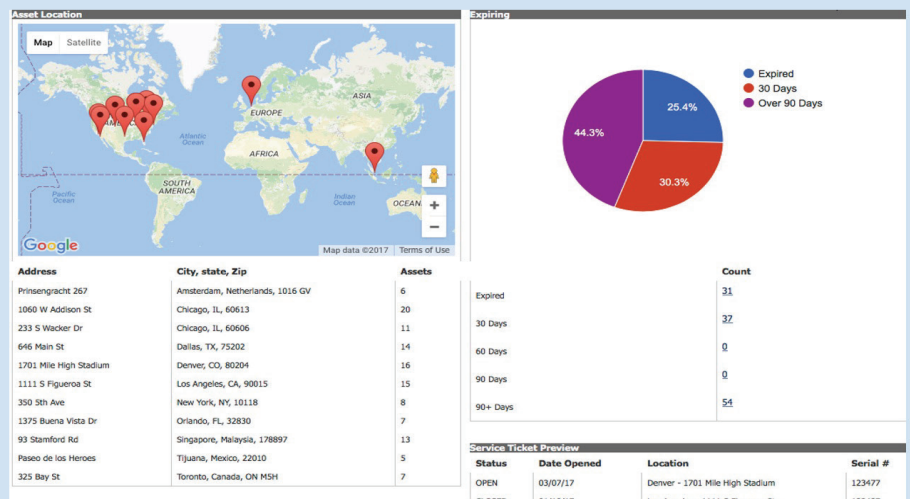 Asset Location
Map Satellite
ASIA
EUROPE
Atlantic
Ocean
AFRICA
SOUTH
AMERICA
Pacific
Ocean
Indian
Ocean
OCEAN
Google
Map data ©2017 Terms of Use
Address City, state, Zip Assets
Prinsengracht 267 Amsterdam, Netherlands, 1016 GV 6
1060 W Addison St Chicago, IL, 60613 20
233 S Wacker Dr Chicago, IL, 60606 11
646 Main St Dallas, TX, 75202 14
1701 Mile High Stadium Denver, CO, 80204 16
1111 S Figueroa St Los Angeles, CA, 90015 15
350 5th Ave New York, NY, 10118 8
1375 Buena Vista Dr Orlando, FL, 32830 7
93 Stamford Rd Singapore, Malaysia, 178897 13
Paseo de los Heroes Tijuana, Mexico, 22010 5
325 Bay St Toronto, Canada, ON M5H 7
Expiring
Expired
30 Days
Over 90 Days
25.4%
44.3%
30.3%
Count
Expired 31
30 Days 37
60 Days 0
90 Days 0
90+ Days 54
Service Ticket Preview
Status Date Opened Location Serial #
OPEN 03/07/17 Denver - 1701 Mile High Stadium 123477